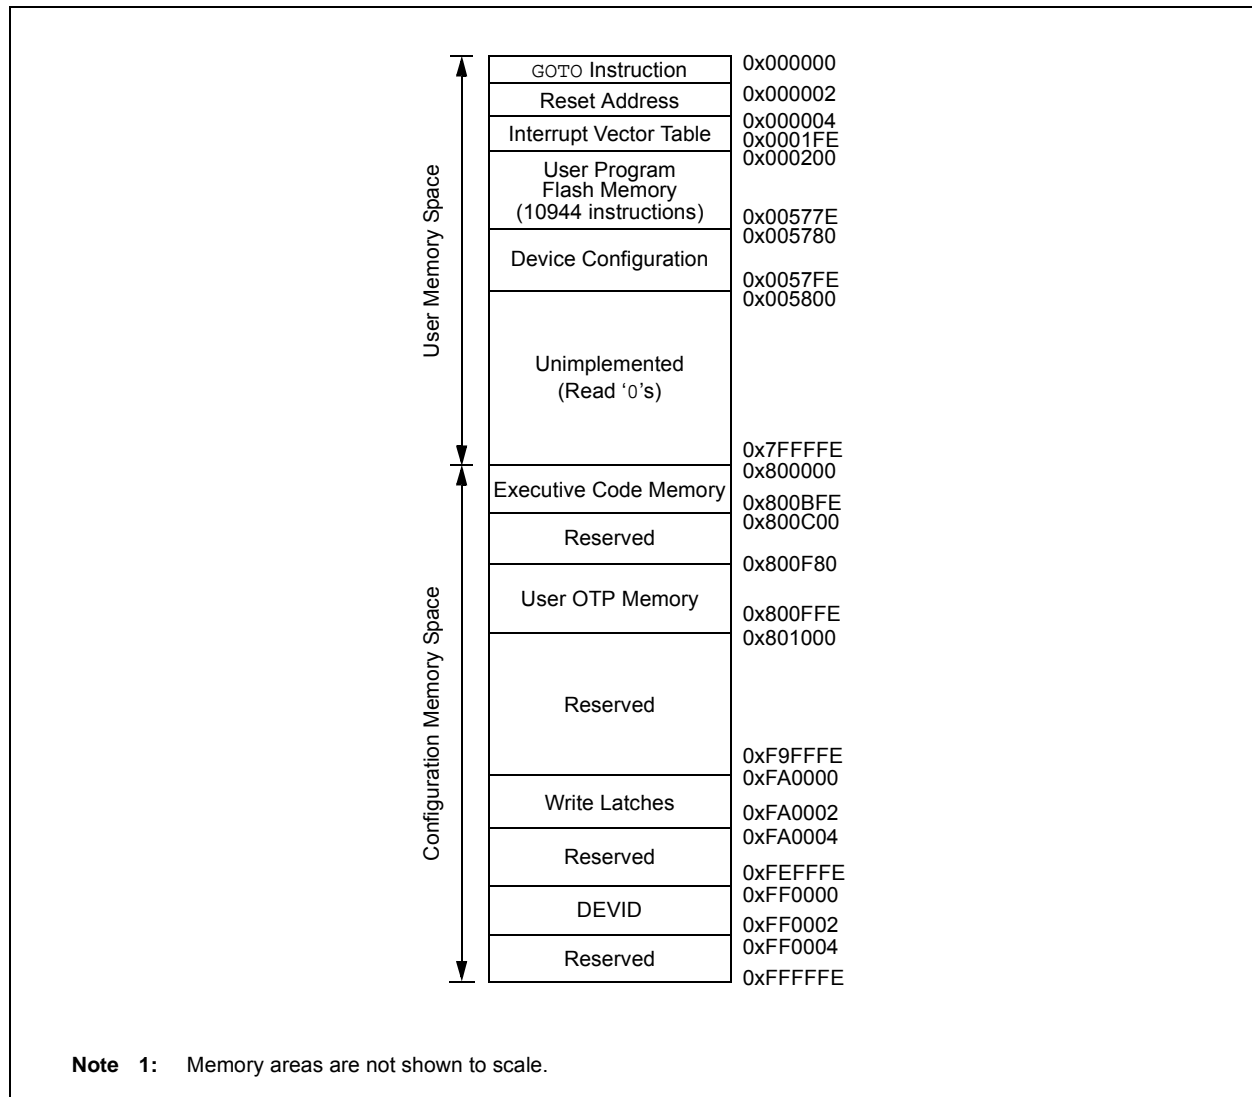 GOTO Instruction
0x000000
Reset Address
0x000002
Interrupt Vector Table
0x000004
0x0001FE
User Program
Flash Memory
(10944 instructions)
0x000200
0x00577E
Device Configuration
0x005780
0x0057FE
Unimplemented
(Read ‘0’s)
0x005800
0x7FFFFE
User Memory Space
Executive Code Memory
0x800000
0x800BFE
Reserved
0x800C00
User OTP Memory
0x800F80
0x800FFE
Reserved
0x801000
0xF9FFFE
Write Latches
0xFA0000
0xFA0002
Reserved
0xFA0004
0xFEFFFE
DEVID
0xFF0000
0xFF0002
Reserved
0xFF0004
0xFFFFFE
Configuration Memory Space
Note 1: Memory areas are not shown to scale.